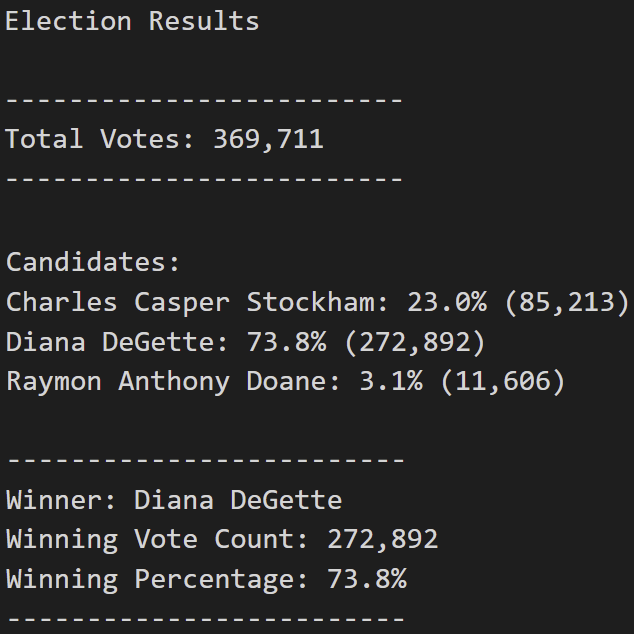 Election Results
-------------------------
Total Votes: 369,711
-------------------------
Candidates:
Charles Casper Stockham: 23.0% (85,213)
Diana DeGette: 73.8% (272,892)
Raymon Anthony Doane: 3.1% (11,606)
-------------------------
Winner: Diana DeGette
Winning Vote Count: 272,892
Winning Percentage: 73.8%
-------------------------